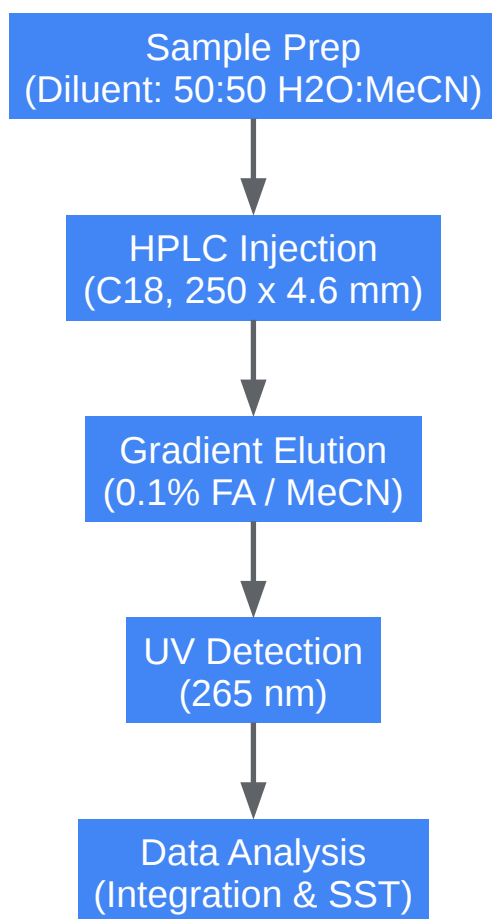 Sample Prep
(Diluent: 50:50 H2O:MeCN)
HPLC Injection
(C18, 250 x 4.6 mm)
Gradient Elution
(0.1% FA / MeCN)
UV Detection
(265 nm)
Data Analysis
(Integration & SST)